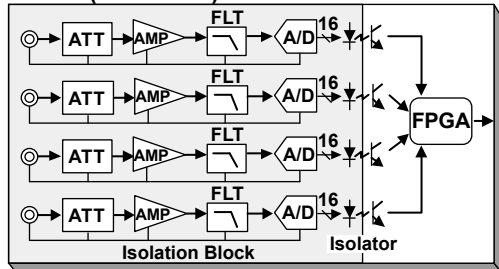 FLT
16
ATT AMP A/D
FLT
16
ATT AMP A/D
FPGA
FLT
16
ATT AMP A/D
FLT
16
ATT AMP A/D
Isolation Block Isolator